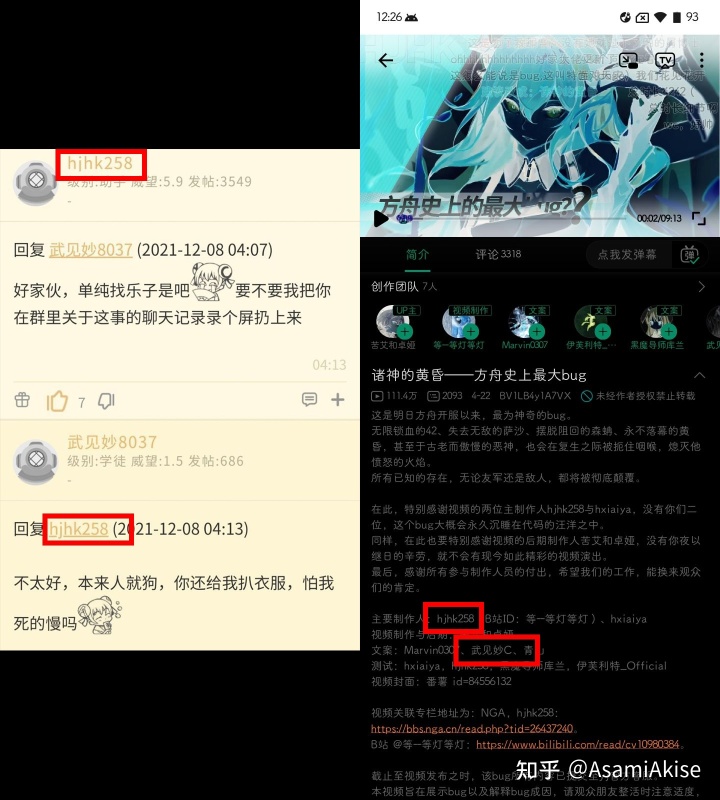 hjhk258
级别:助手 威望:5.9 发帖:3549
-
回复 武见妙8037 (2021-12-08 04:07)
好家伙，单纯找乐子是吧 要不要我把你
在群里关于这事的聊天记录录个屏扔上来
04:13
7
武见妙8037
级别:学徒 威望:1.5 发帖:686
-
回复 hjhk258 (2021-12-08 04:13)
不太好，本来人就狗，你还给我扒衣服，怕我
死的慢吗
12:26
93
方舟史上的最大 ug?
00:02/09:13
简介
评论 3318
点我发弹幕
弹
创作团队 7人
UP主
视频制作
文案
文案
文案
苦艾和卓娅
等一等灯等灯
Marvin0307
伊芙利特_…
黑魔导师库兰
武见
诸神的黄昏——方舟史上最大bug
111.4万 2093 4-22 BV1LB4y1A7VX 未经作者授权禁止转载
这是明日方舟开服以来，最为神奇的bug。
无限锁血的42、失去无敌的萨沙、摆脱阻回的森蚺、永不落幕的黄
昏，甚至于古老而傲慢的恶神，也会在复生之际被扼住咽喉，熄灭他
愤怒的火焰。
所有已知的存在，无论友军还是敌人，都将被彻底颠覆。
在此，特别感谢视频的两位主制作人hjhk258与hxiaiya，没有你们二
位，这个bug大概会永久沉睡在代码的汪洋之中。
同样，在此也要特别感谢视频的后期制作人苦艾和卓娅，没有你夜以
继日的辛劳，就不会有现今如此精彩的视频演出。
最后，感谢所有参与制作人员的付出，希望我们的工作，能换来观众
们的肯定。
主要制作人 hjhk258 B站ID：等一等灯等灯）、hxiaiya
视频制作与后期 和卓娅
文案：Marvin0307、武见妙C、青
测试：hxiaiya，hjhk258，黑魔导师库兰，伊芙利特_Official
视频封面：番薯 id=84556132
视频关联专栏地址为：NGA，hjhk258：
https://bbs.nga.cn/read.php?tid=26437240。
B站 @等一等灯等灯：https://www.bilibili.com/read/cv10980384。
截止至视频发布之时，该bug
本视频旨在展示bug以及解释bug成因，请观众朋友整活时注意适度，
知乎 @AsamiAkise